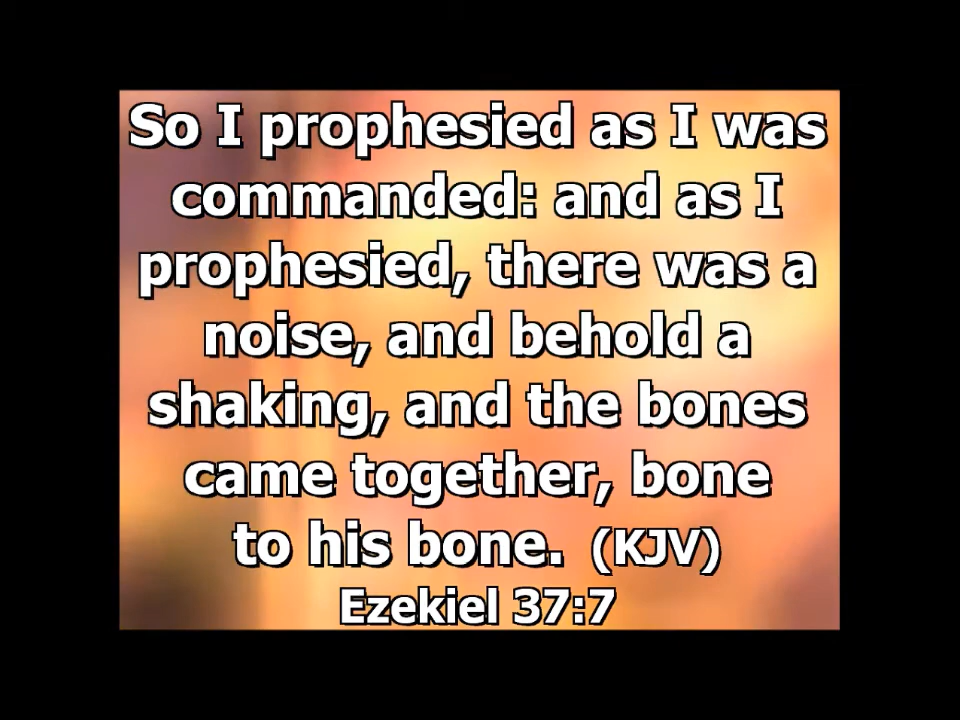 So I prophesied as I was
commanded: and as I
prophesied, there was a
noise, and behold a
shaking, and the bones
came together, bone
to his bone. (KJV)
Ezekiel 37:7